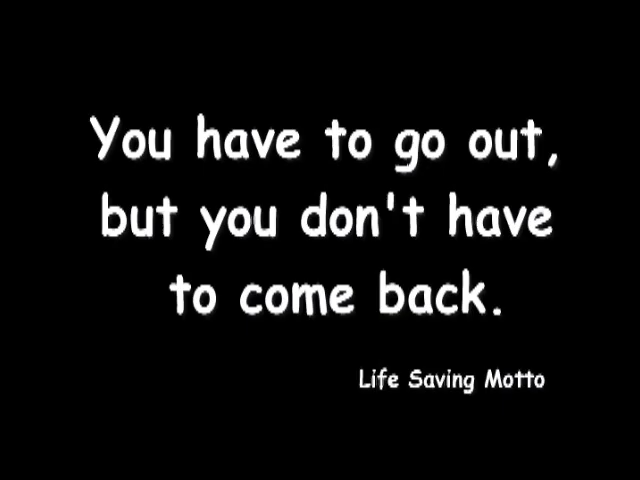 You have to go out,
but you don't have
to come back.
Life Saving Motto